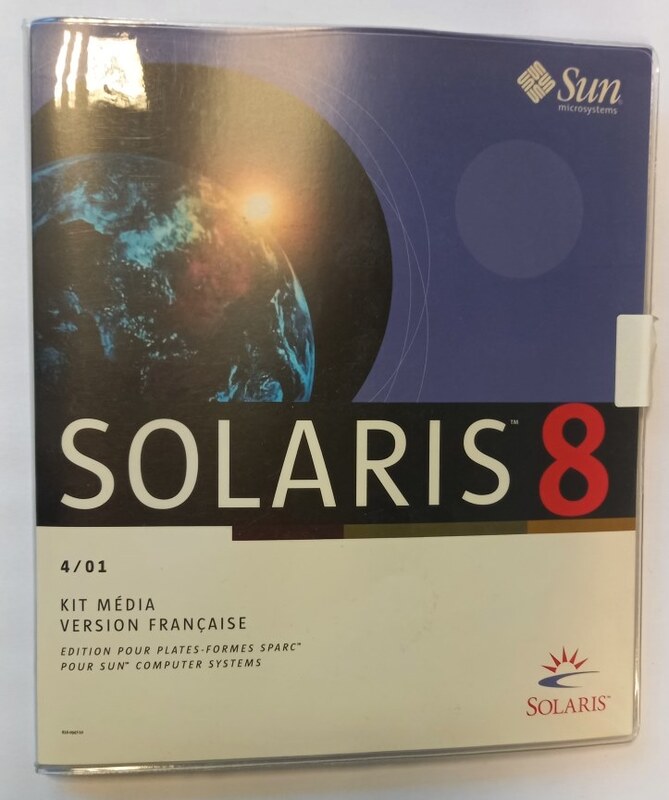 Sun
microsystems
SOLARIS™ 8
4/01
KIT MÉDIA
VERSION FRANÇAISE
EDITION POUR PLATES-FORMES SPARC™
POUR SUN™ COMPUTER SYSTEMS
SOLARIS™